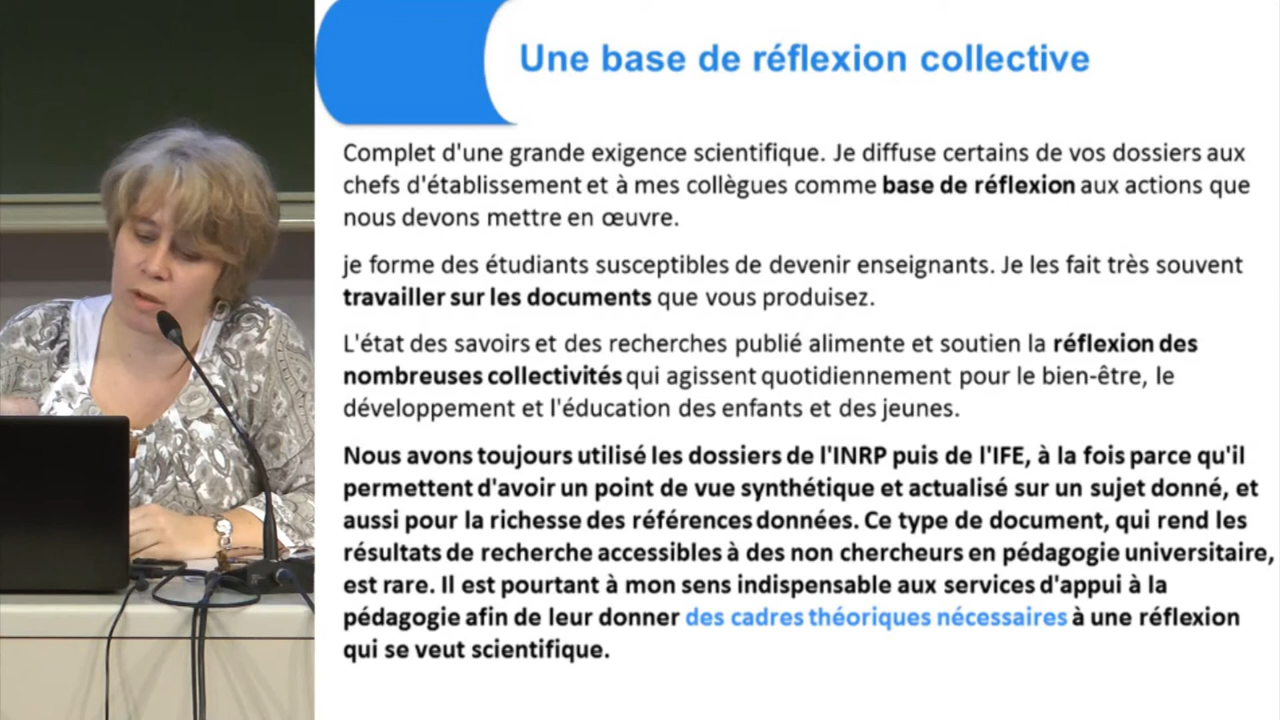 Une base de réflexion collective
Complet d'une grande exigence scientifique. Je diffuse certains de vos dossiers aux
chefs d'établissement et à mes collègues comme base de réflexion aux actions que
nous devons mettre en œuvre.
je forme des étudiants susceptibles de devenir enseignants. Je les fait très souvent
travailler sur les documents que vous produisez.
L'état des savoirs et des recherches publié alimente et soutien la réflexion des
nombreuses collectivités qui agissent quotidiennement pour le bien-être, le
développement et l'éducation des enfants et des jeunes.
Nous avons toujours utilisé les dossiers de l'INRP puis de l'IFE, à la fois parce qu'il
permettent d'avoir un point de vue synthétique et actualisé sur un sujet donné, et
aussi pour la richesse des références données. Ce type de document, qui rend les
résultats de recherche accessibles à des non chercheurs en pédagogie universitaire,
est rare. Il est pourtant à mon sens indispensable aux services d'appui à la
pédagogie afin de leur donner des cadres théoriques nécessaires à une réflexion
qui se veut scientifique.